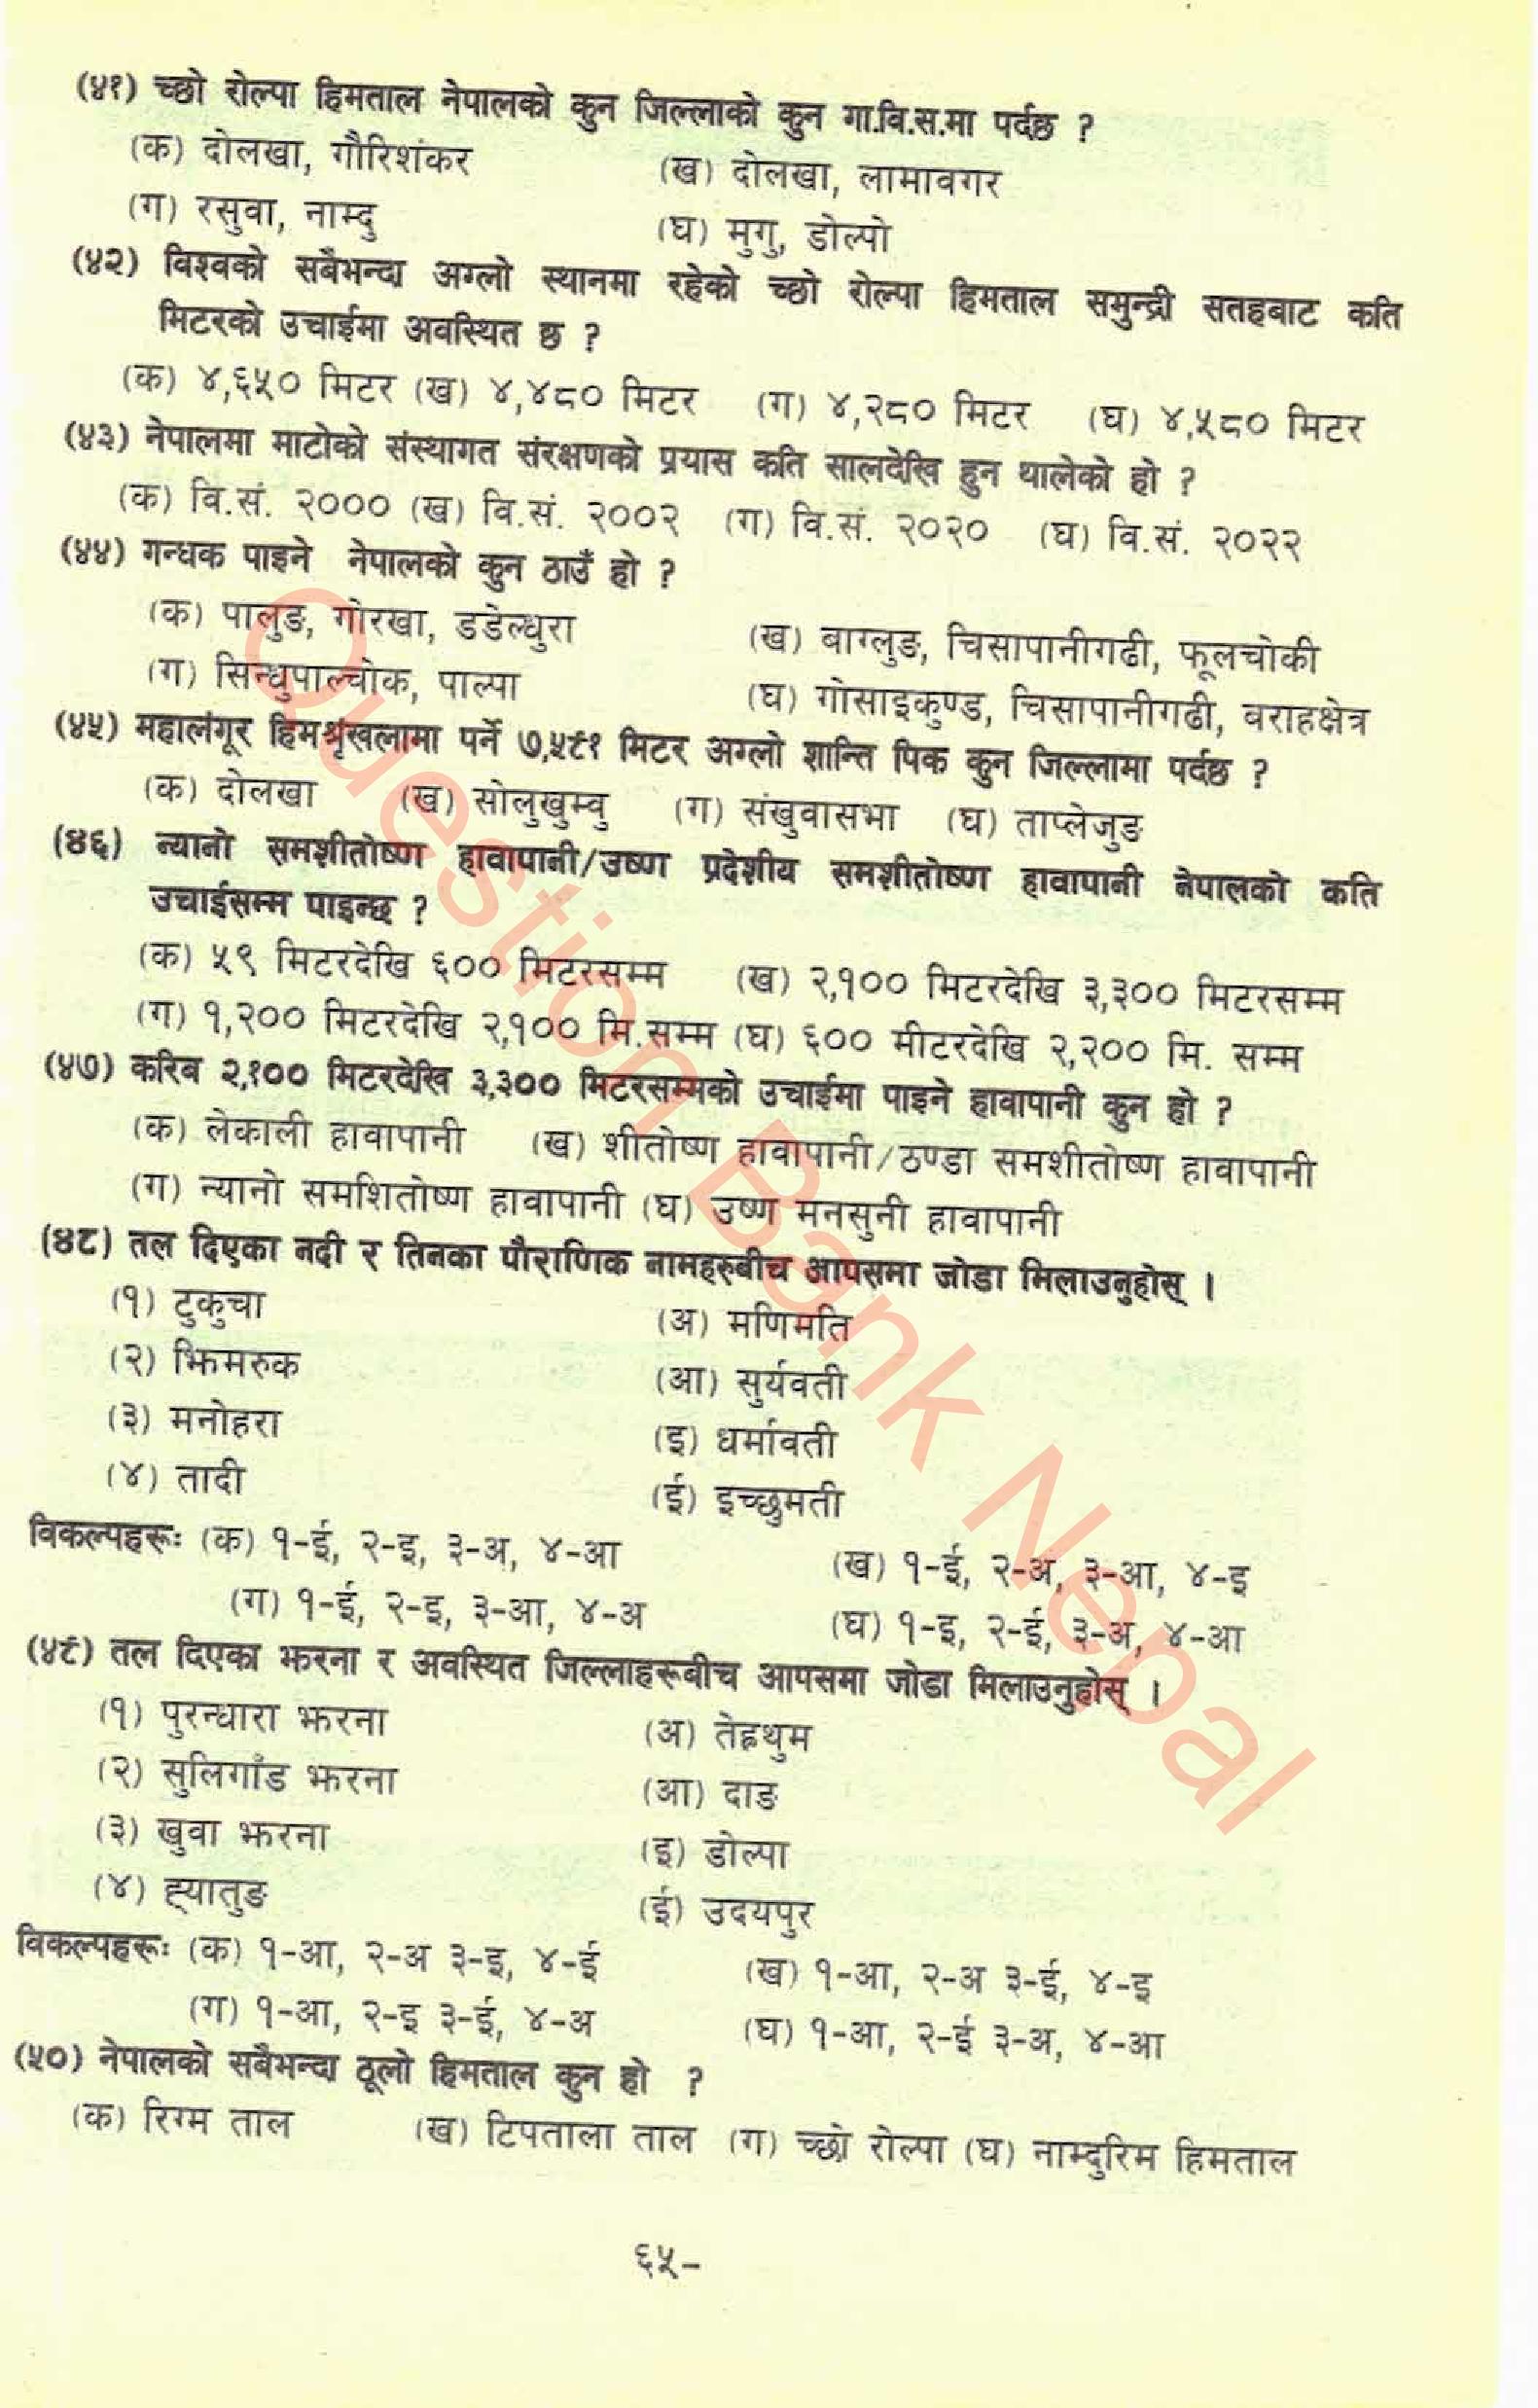 (४१) च्छो रोल्पा हिमताल नेपालको कुन जिल्लाको कुन गा.वि.स.मा पर्दछ ?
(क) दोलखा, गौरिशंकर (ख) दोलखा, लामावगर
(ग) रसुवा, नाम्दु (घ) मुगु, डोल्पो
(४२) विश्वको सबैभन्दा अग्लो स्थानमा रहेको च्छो रोल्पा हिमताल समुन्द्री सतहबाट कति
मिटरको उचाईमा अवस्थित छ ?
(क) ४,६५० मिटर (ख) ४,४८० मिटर (ग) ४,२८० मिटर (घ) ४,५८० मिटर
(४३) नेपालमा माटोको संस्थागत संरक्षणको प्रयास कति सालदेखि हुन थालेको हो ?
(क) वि.सं. २००० (ख) वि.सं. २००२ (ग) वि.सं. २०२० (घ) वि.सं. २०२२
(४४) गन्धक पाइने नेपालको कुन ठाउँ हो ?
(क) पालुङ, गोरखा, डडेल्धुरा (ख) बाग्लुङ, चिसापानीगढी, फूलचोकी
(ग) सिन्धुपाल्चोक, पाल्पा (घ) गोसाइकुण्ड, चिसापानीगढी, वराहक्षेत्र
(४५) महालंगूर हिमश्रृंखलामा पर्ने ७,५९१ मिटर अग्लो शान्ति पिक कुन जिल्लामा पर्दछ ?
(क) दोलखा (ख) सोलुखुम्वु (ग) संखुवासभा (घ) ताप्लेजुङ
(४६) न्यानो समशीतोष्ण हावापानी/उष्ण प्रदेशीय समशीतोष्ण हावापानी नेपालको कति
उचाईसम्म पाइन्छ ?
(क) ५९ मिटरदेखि ६०० मिटरसम्म (ख) २,१०० मिटरदेखि ३,३०० मिटरसम्म
(ग) १,२०० मिटरदेखि २,१०० मि.सम्म (घ) ६०० मीटरदेखि २,२०० मि. सम्म
(४७) करिब २,१०० मिटरदेखि ३,३०० मिटरसम्मको उचाईमा पाइने हावापानी कुन हो ?
(क) लेकाली हावापानी (ख) शीतोष्ण हावापानी/ठण्डा समशीतोष्ण हावापानी
(ग) न्यानो समशितोष्ण हावापानी (घ) उष्ण मनसुनी हावापानी
(४८) तल दिएका नदी र तिनका पौराणिक नामहरुबीच आपसमा जोडा मिलाउनुहोस् ।
(१) टुकुचा (अ) मणिमति
(२) झिमरुक (आ) सुर्यवती
(३) मनोहरा (इ) धर्मावती
(४) तादी (ई) इच्छुमती
विकल्पहरूः (क) १-ई, २-इ, ३-अ, ४-आ (ख) १-ई, २-अ, ३-आ, ४-इ
(ग) १-ई, २-इ, ३-आ, ४-अ (घ) १-इ, २-ई, ३-अ, ४-आ
(४९) तल दिएका झरना र अवस्थित जिल्लाहरूबीच आपसमा जोडा मिलाउनुहोस् ।
(१) पुरन्धारा झरना (अ) तेह्रथुम
(२) सुलिगाँड झरना (आ) दाङ
(३) खुवा झरना (इ) डोल्पा
(४) ह्यातुङ (ई) उदयपुर
विकल्पहरूः (क) १-आ, २-अ ३-इ, ४-ई (ख) १-आ, २-अ ३-ई, ४-इ
(ग) १-आ, २-इ ३-ई, ४-अ (घ) १-आ, २-ई ३-अ, ४-आ
(५०) नेपालको सबैभन्दा ठूलो हिमताल कुन हो ?
(क) रिग्म ताल (ख) टिपताला ताल (ग) च्छो रोल्पा (घ) नाम्दुरिम हिमताल
६५-
Question Bank Nepal